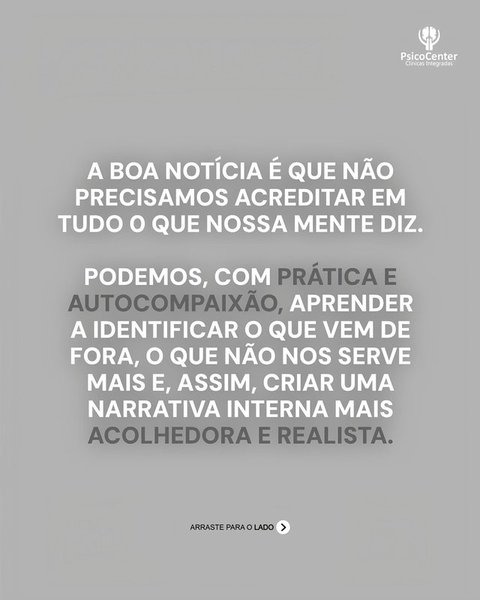 PsicoCenter
Clínicas Integradas
A BOA NOTÍCIA É QUE NÃO
PRECISAMOS ACREDITAR EM
TUDO O QUE NOSSA MENTE DIZ.
PODEMOS, COM PRÁTICA E
AUTOCOMPAIXÃO, APRENDER
A IDENTIFICAR O QUE VEM DE
FORA, O QUE NÃO NOS SERVE
MAIS E, ASSIM, CRIAR UMA
NARRATIVA INTERNA MAIS
ACOLHEDORA E REALISTA.
ARRASTE PARA O LADO